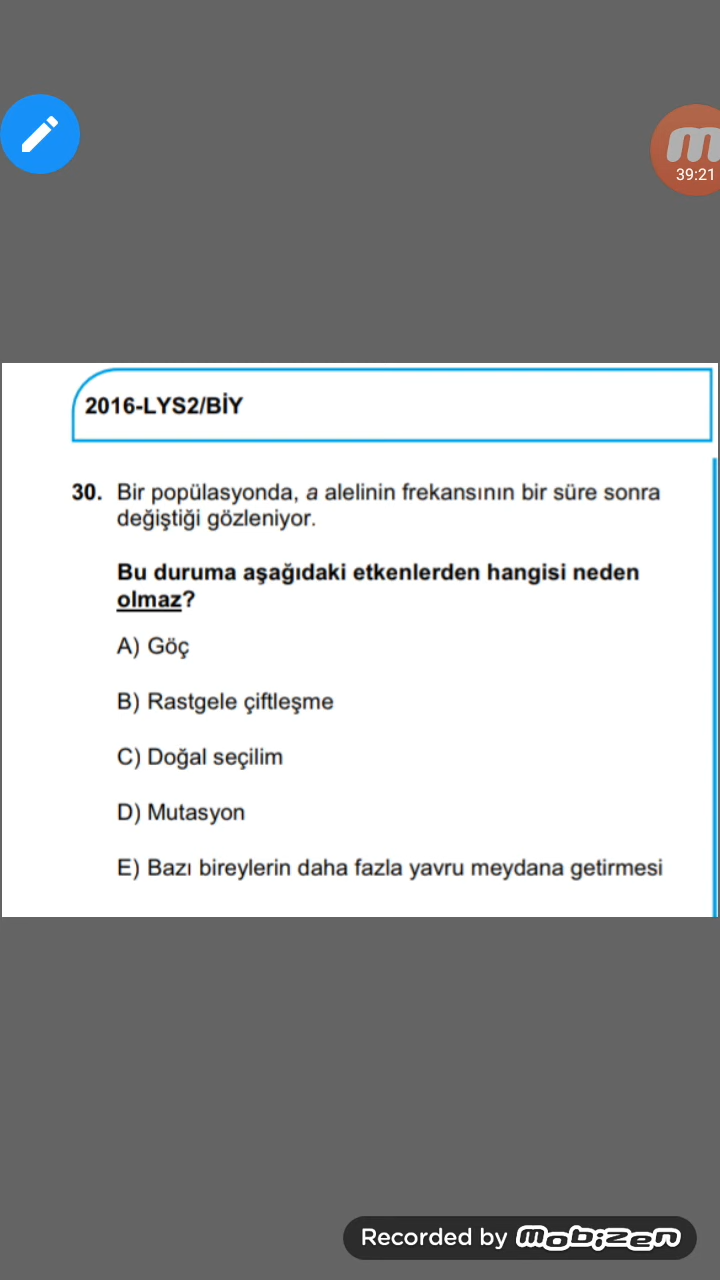 39:21
2016-LYS2/BİY
30. Bir popülasyonda, a alelinin frekansının bir süre sonra
değiştiği gözleniyor.
Bu duruma aşağıdaki etkenlerden hangisi neden
olmaz?
A) Göç
B) Rastgele çiftleşme
C) Doğal seçilim
D) Mutasyon
E) Bazı bireylerin daha fazla yavru meydana getirmesi
Recorded by mobizen